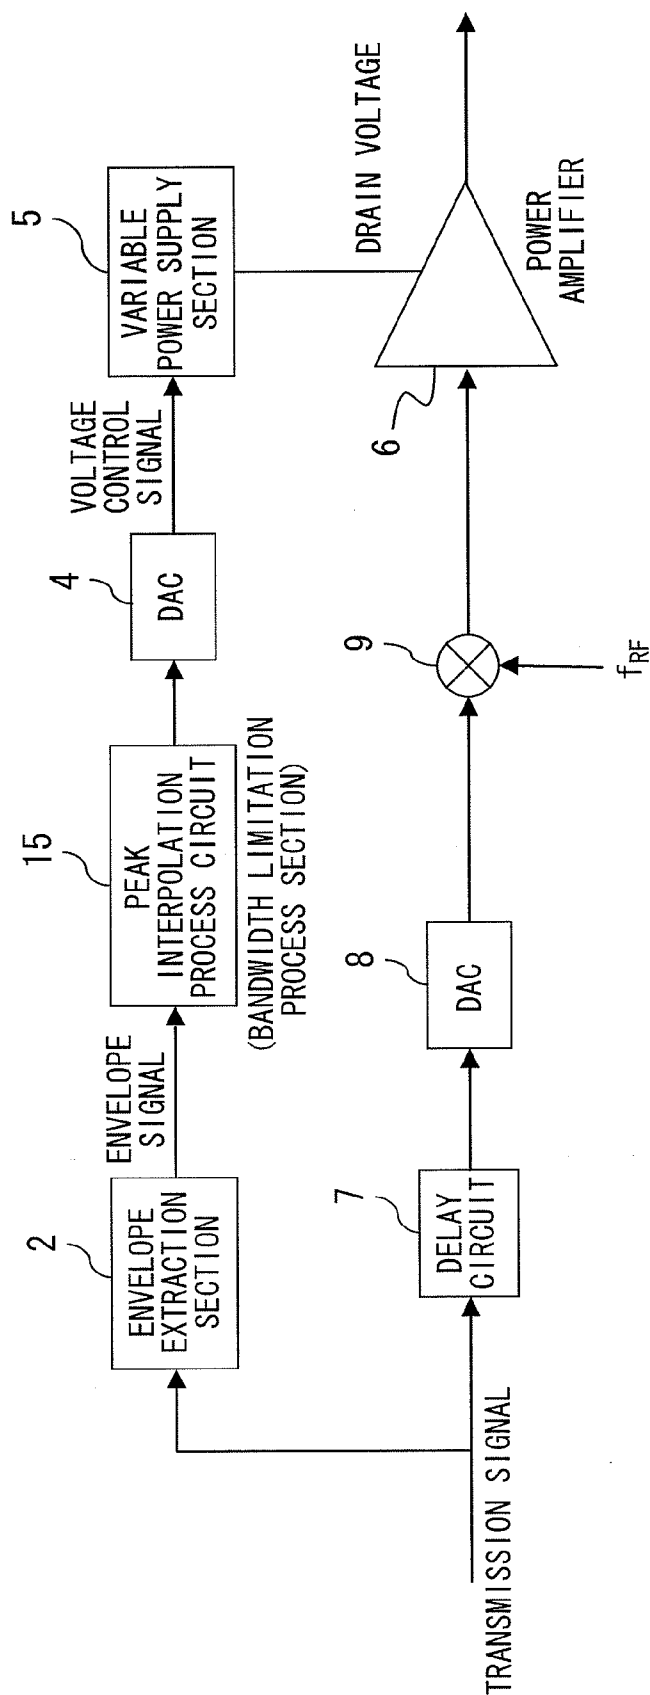 TRANSMISSION SIGNAL
2
ENVELOPE
EXTRACTION
SECTION
ENVELOPE
SIGNAL
15
PEAK
INTERPOLATION
PROCESS CIRCUIT
(BANDWIDTH LIMITATION
PROCESS SECTION)
4
DAC
VOLTAGE
CONTROL
SIGNAL
5
VARIABLE
POWER SUPPLY
SECTION
DRAIN VOLTAGE
7
DELAY
CIRCUIT
8
DAC
9
fRF
6
POWER
AMPLIFIER